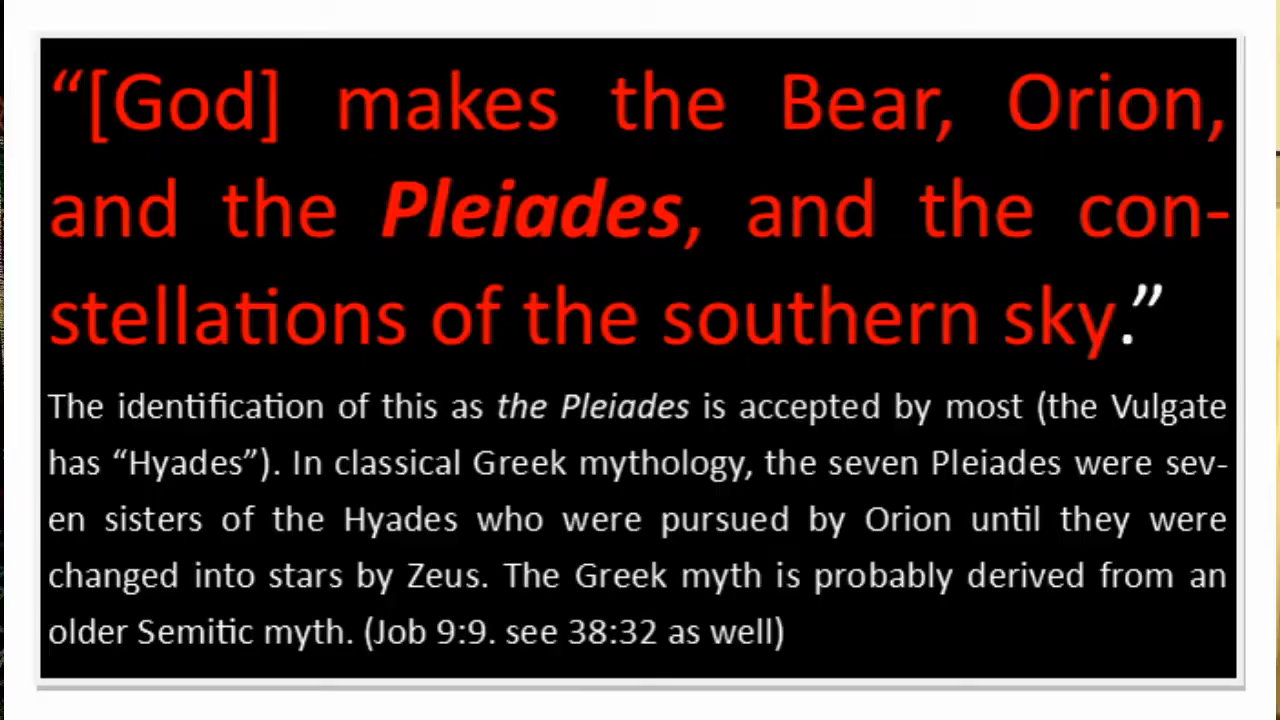 “[God] makes the Bear, Orion,
and the Pleiades, and the con-
stellations of the southern sky.”
The identification of this as the Pleiades is accepted by most (the Vulgate
has “Hyades”). In classical Greek mythology, the seven Pleiades were sev-
en sisters of the Hyades who were pursued by Orion until they were
changed into stars by Zeus. The Greek myth is probably derived from an
older Semitic myth. (Job 9:9. see 38:32 as well)